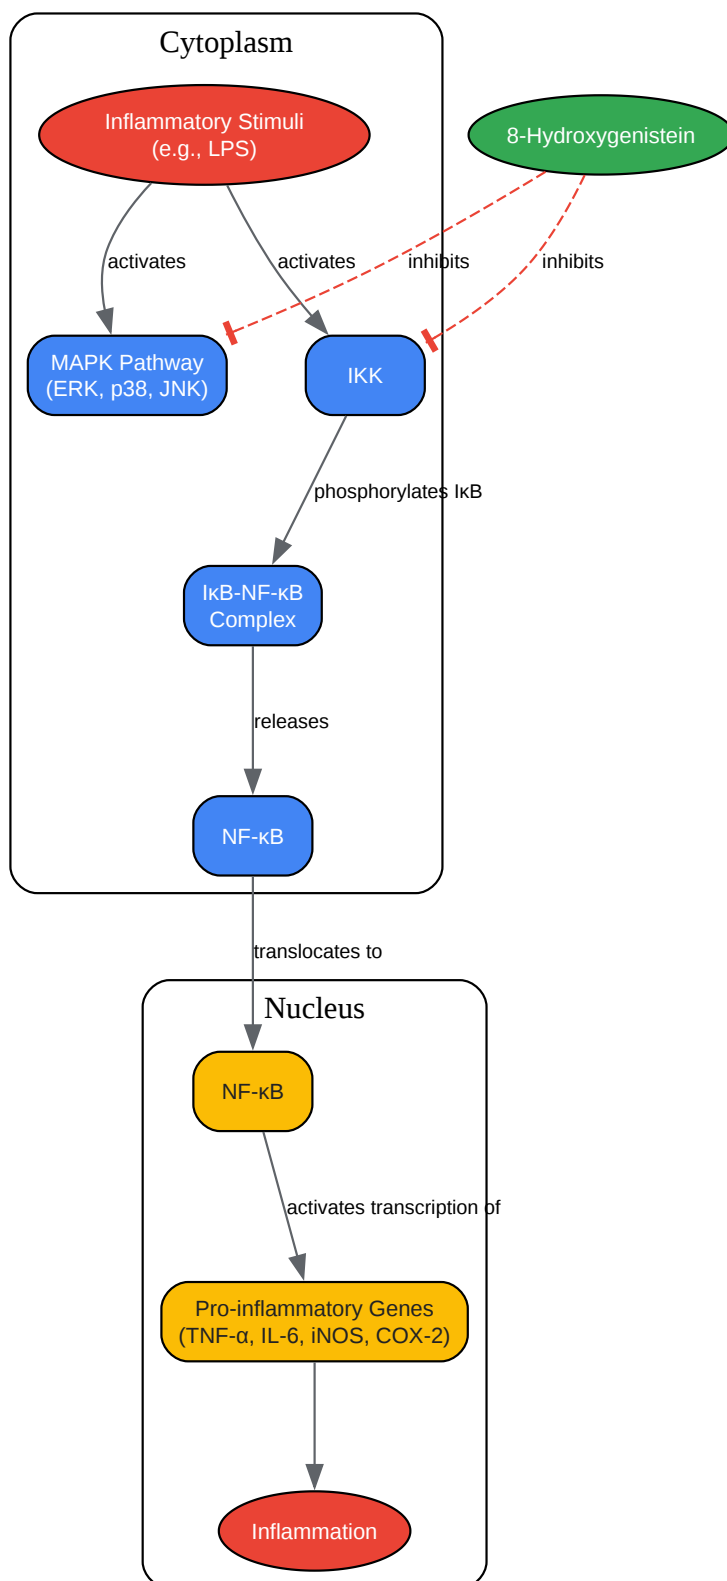 Cytoplasm
Inflammatory Stimuli
(e.g., LPS)
8-Hydroxygenistein
activates
activates
inhibits
inhibits
MAPK Pathway
(ERK, p38, JNK)
IKK
phosphorylates IκB
IκB-NF-κB
Complex
releases
NF-κB
translocates to
Nucleus
NF-κB
activates transcription of
Pro-inflammatory Genes
(TNF-α, IL-6, iNOS, COX-2)
Inflammation